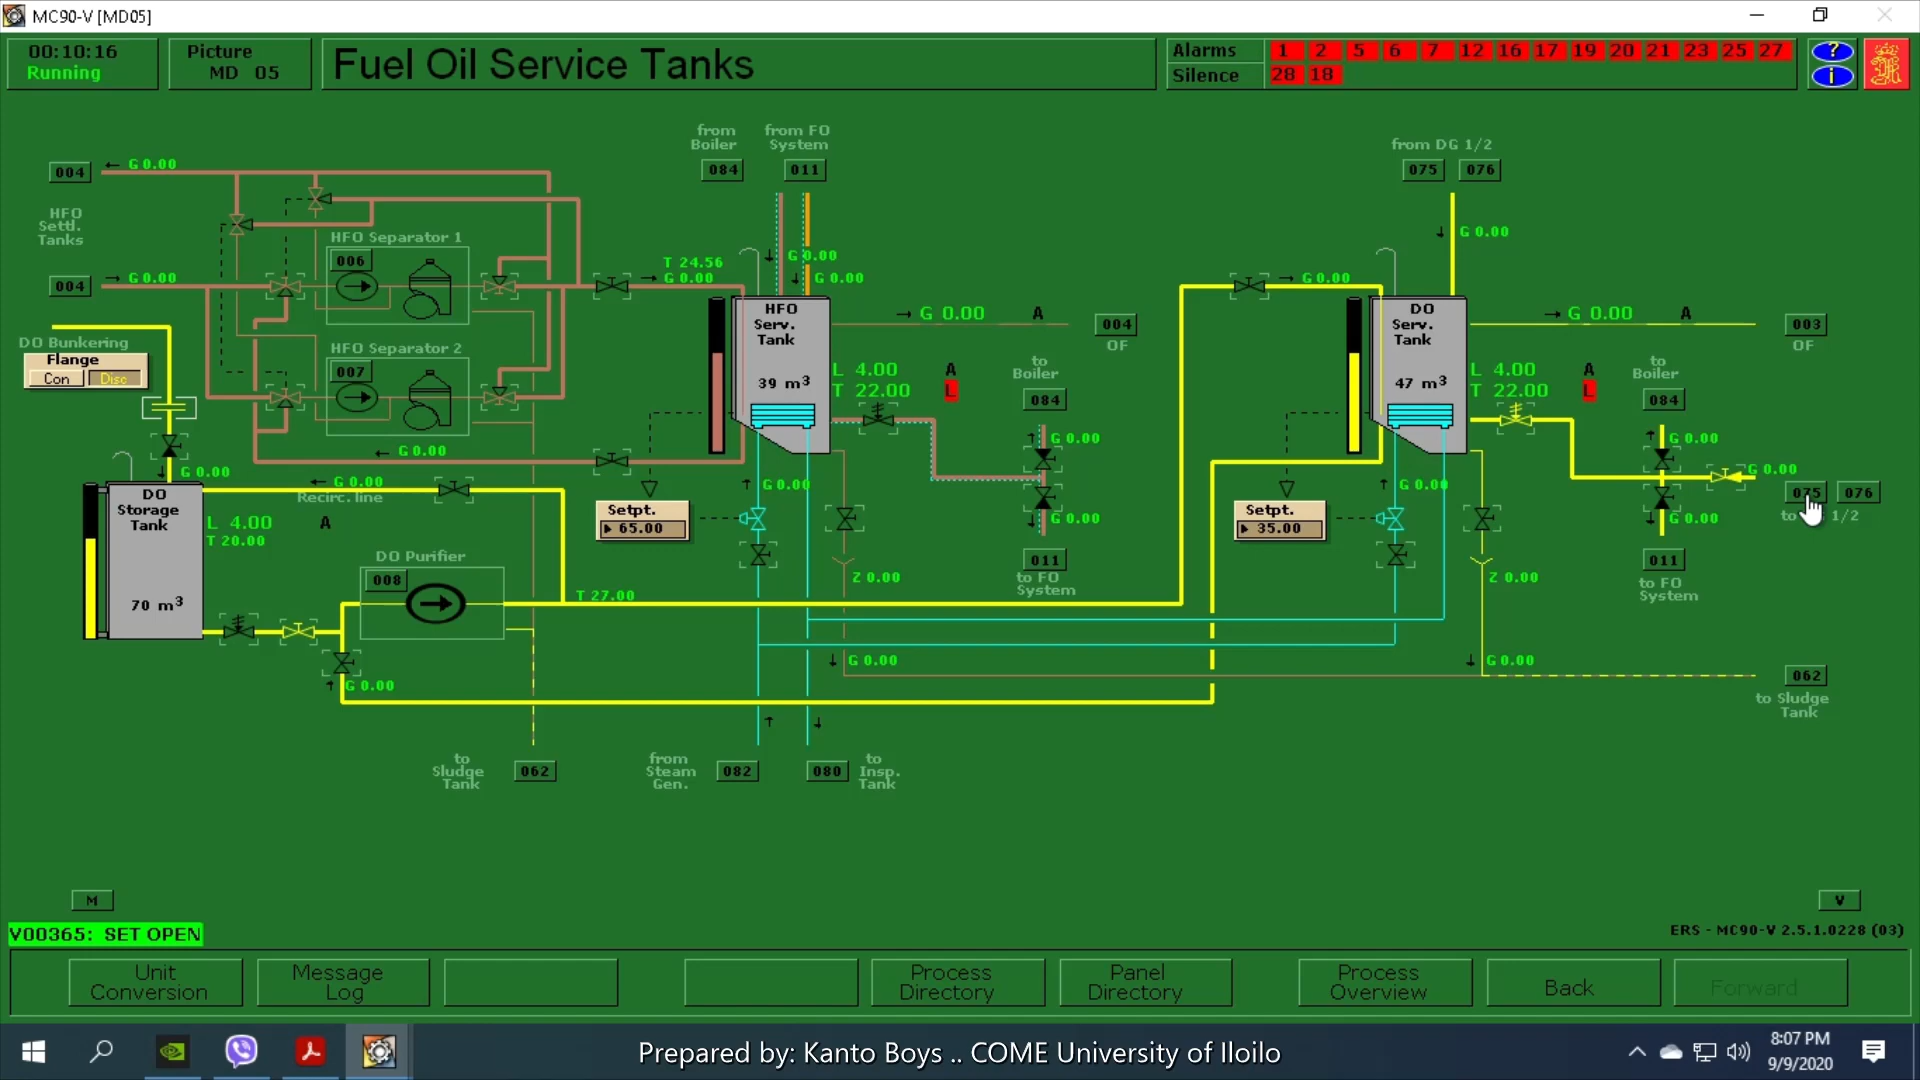 MC90-V [MD05]
00:10:16
Running
Picture
MD 05
Fuel Oil Service Tanks
Alarms 1 2 5 6 7 12 16 17 19 20 21 23 25 27
Silence 28 18
?
i
from
Boiler
084
from FO
System
011
from DG 1/2
075 076
004
G 0.00
HFO
Settl.
Tanks
004
G 0.00
HFO Separator 1
006
HFO Separator 2
007
T 24.56
G 0.00
G 0.00
G 0.00
G 0.00
G 0.00
HFO
Serv.
Tank
39 m³
G 0.00 A
004
OF
L 4.00 A
T 22.00 L
to
Boiler
084
G 0.00
G 0.00
011
to FO
System
DO
Serv.
Tank
47 m³
G 0.00 A
003
OF
L 4.00 A
T 22.00 L
to
Boiler
084
G 0.00
G 0.00
G 0.00
075 076
to 1/2
011
to FO
System
DO Bunkering
Flange
Con Disc
G 0.00
G 0.00
G 0.00
Recirc. line
DO
Storage
Tank
70 m³
L 4.00 A
T 20.00
DO Purifier
008
T 27.00
G 0.00
Setpt.
65.00
G 0.00
Z 0.00
G 0.00
Setpt.
35.00
G 0.00
Z 0.00
G 0.00
062
to Sludge
Tank
to
Sludge
Tank
062
from
Steam
Gen.
082
080
to
Insp.
Tank
M
V
V00365: SET OPEN
ERS - MC90-V 2.5.1.0228 (03)
Unit
Conversion
Message
Log
Process
Directory
Panel
Directory
Process
Overview
Back
Forward
Prepared by: Kanto Boys .. COME University of Iloilo
8:07 PM
9/9/2020